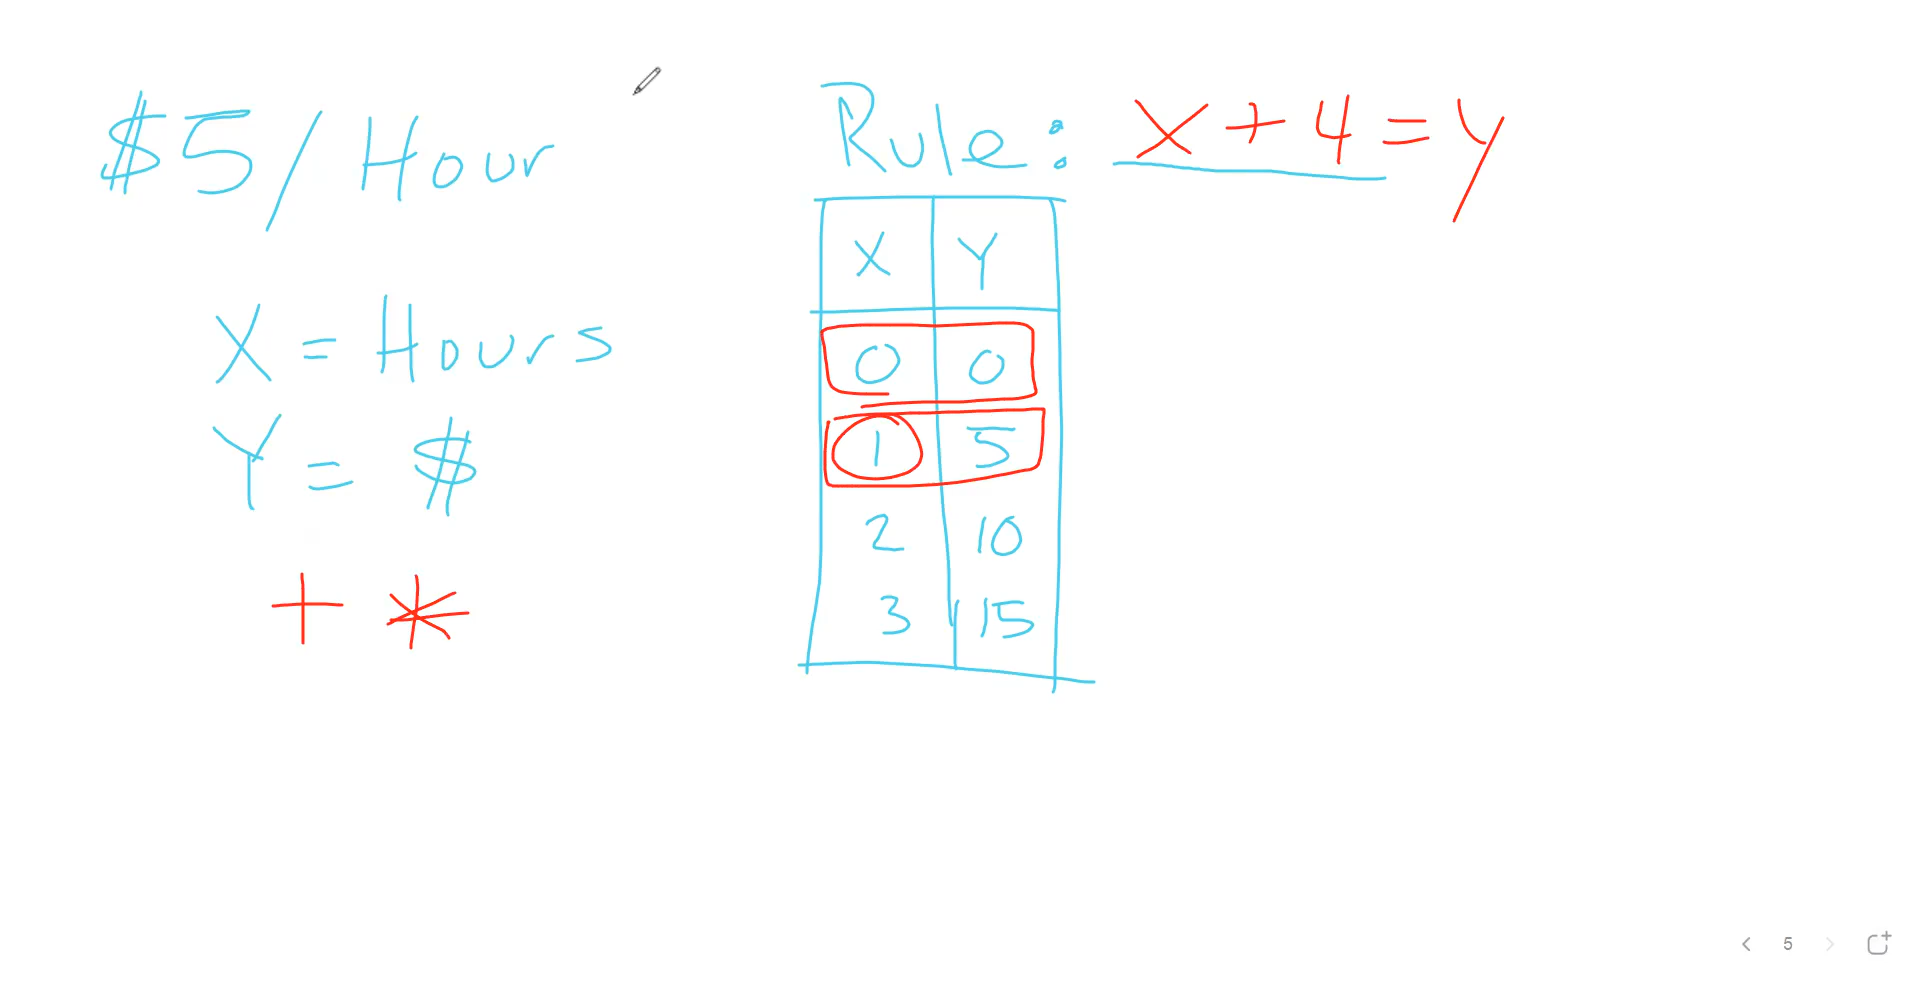 $5/Hour
X = Hours
Y = $
+ *
Rule: x + 4 = y
X Y
0 0
1 5
2 10
3 15
5